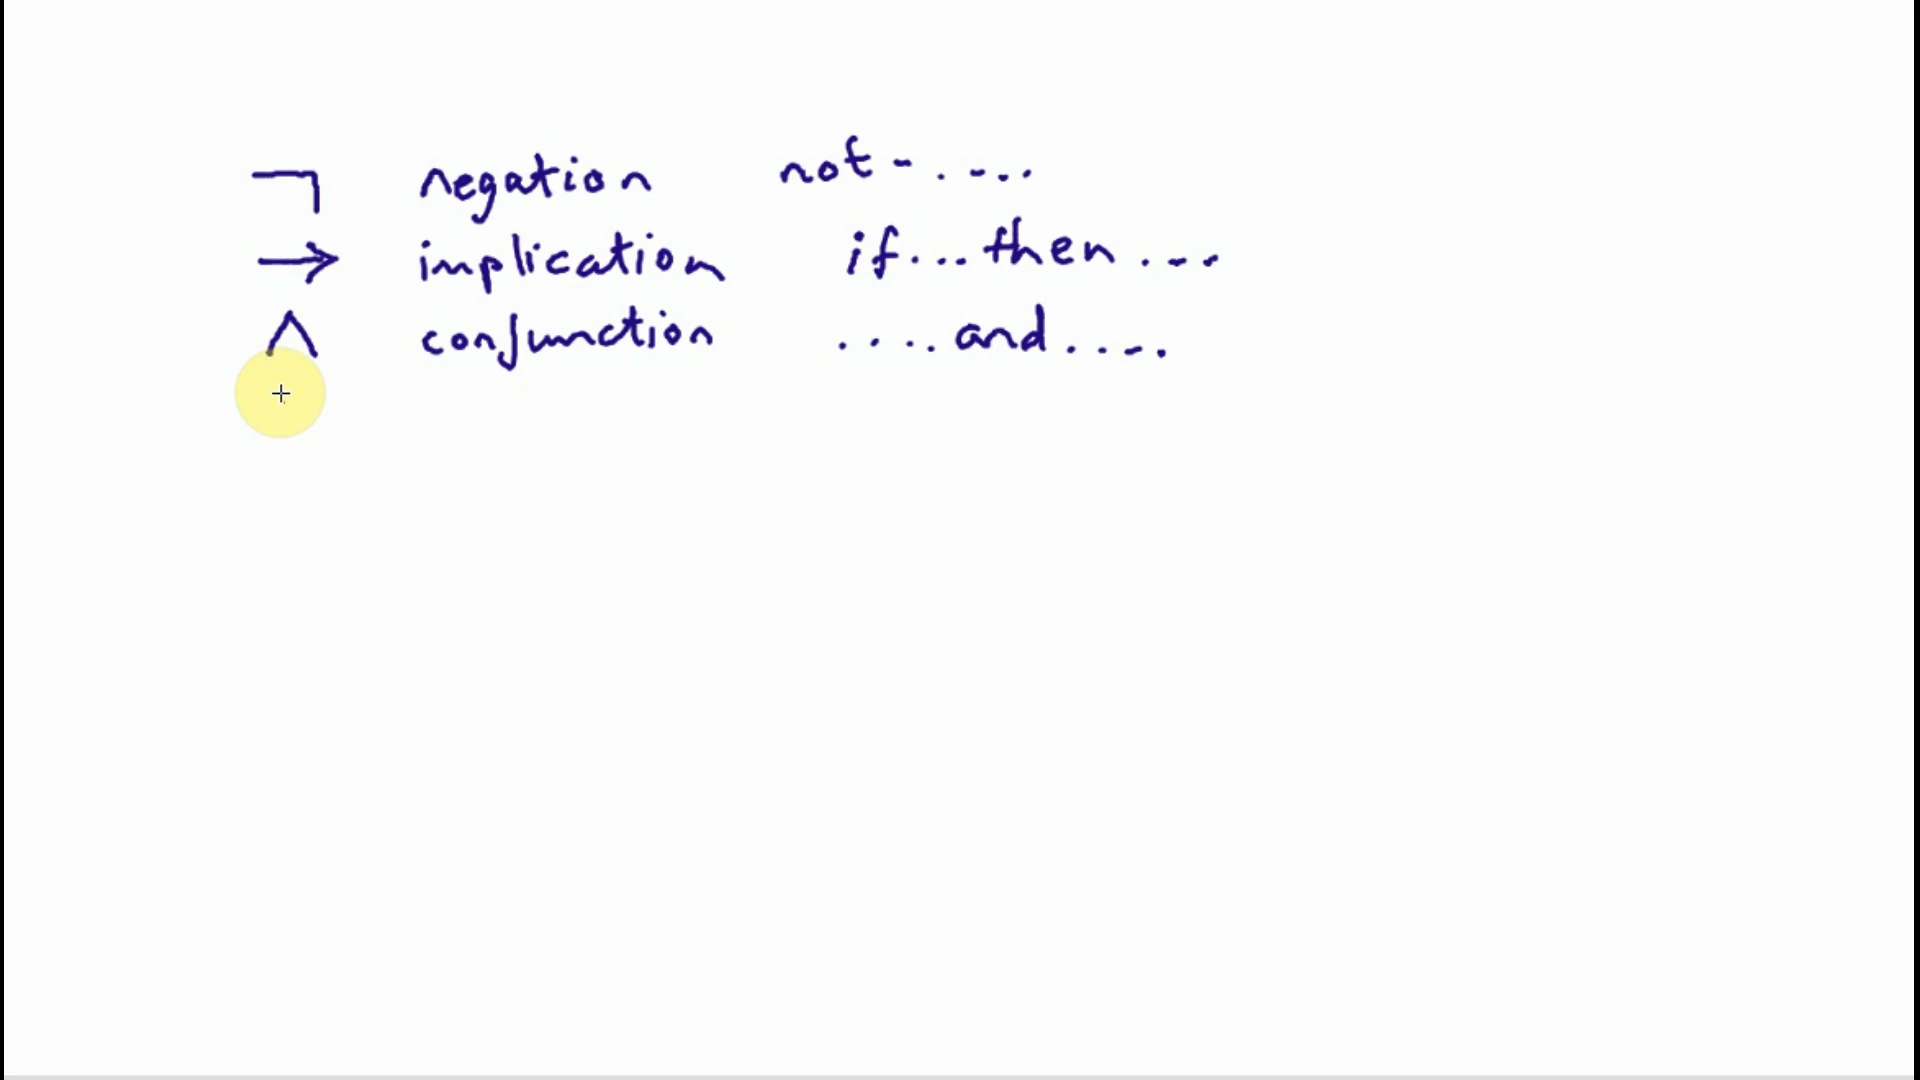 ¬ negation not - . - . .
→ implication if ... then ...
∧ conjunction .... and ....